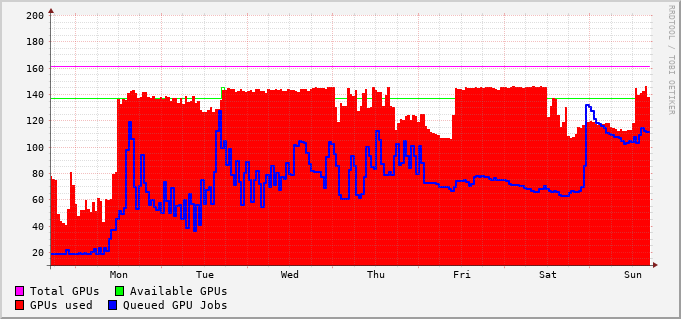 RRDTOOL / TOBI OETIKER
200
180
160
140
120
100
80
60
40
20
Mon Tue Wed Thu Fri Sat Sun
Total GPUs Available GPUs
GPUs used Queued GPU Jobs